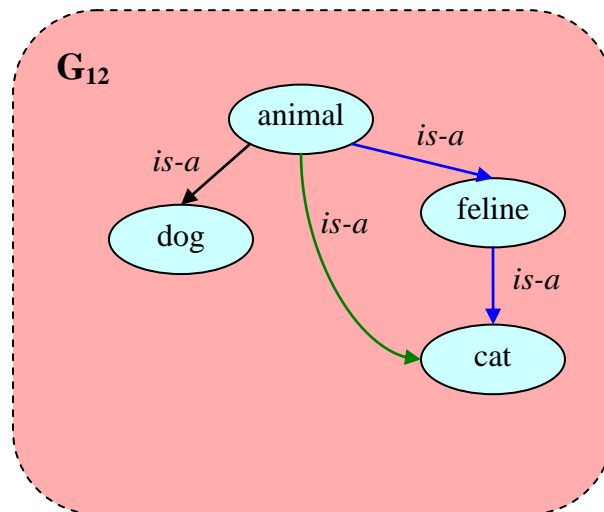 G12
animal
is-a
is-a
feline
dog
is-a
is-a
cat